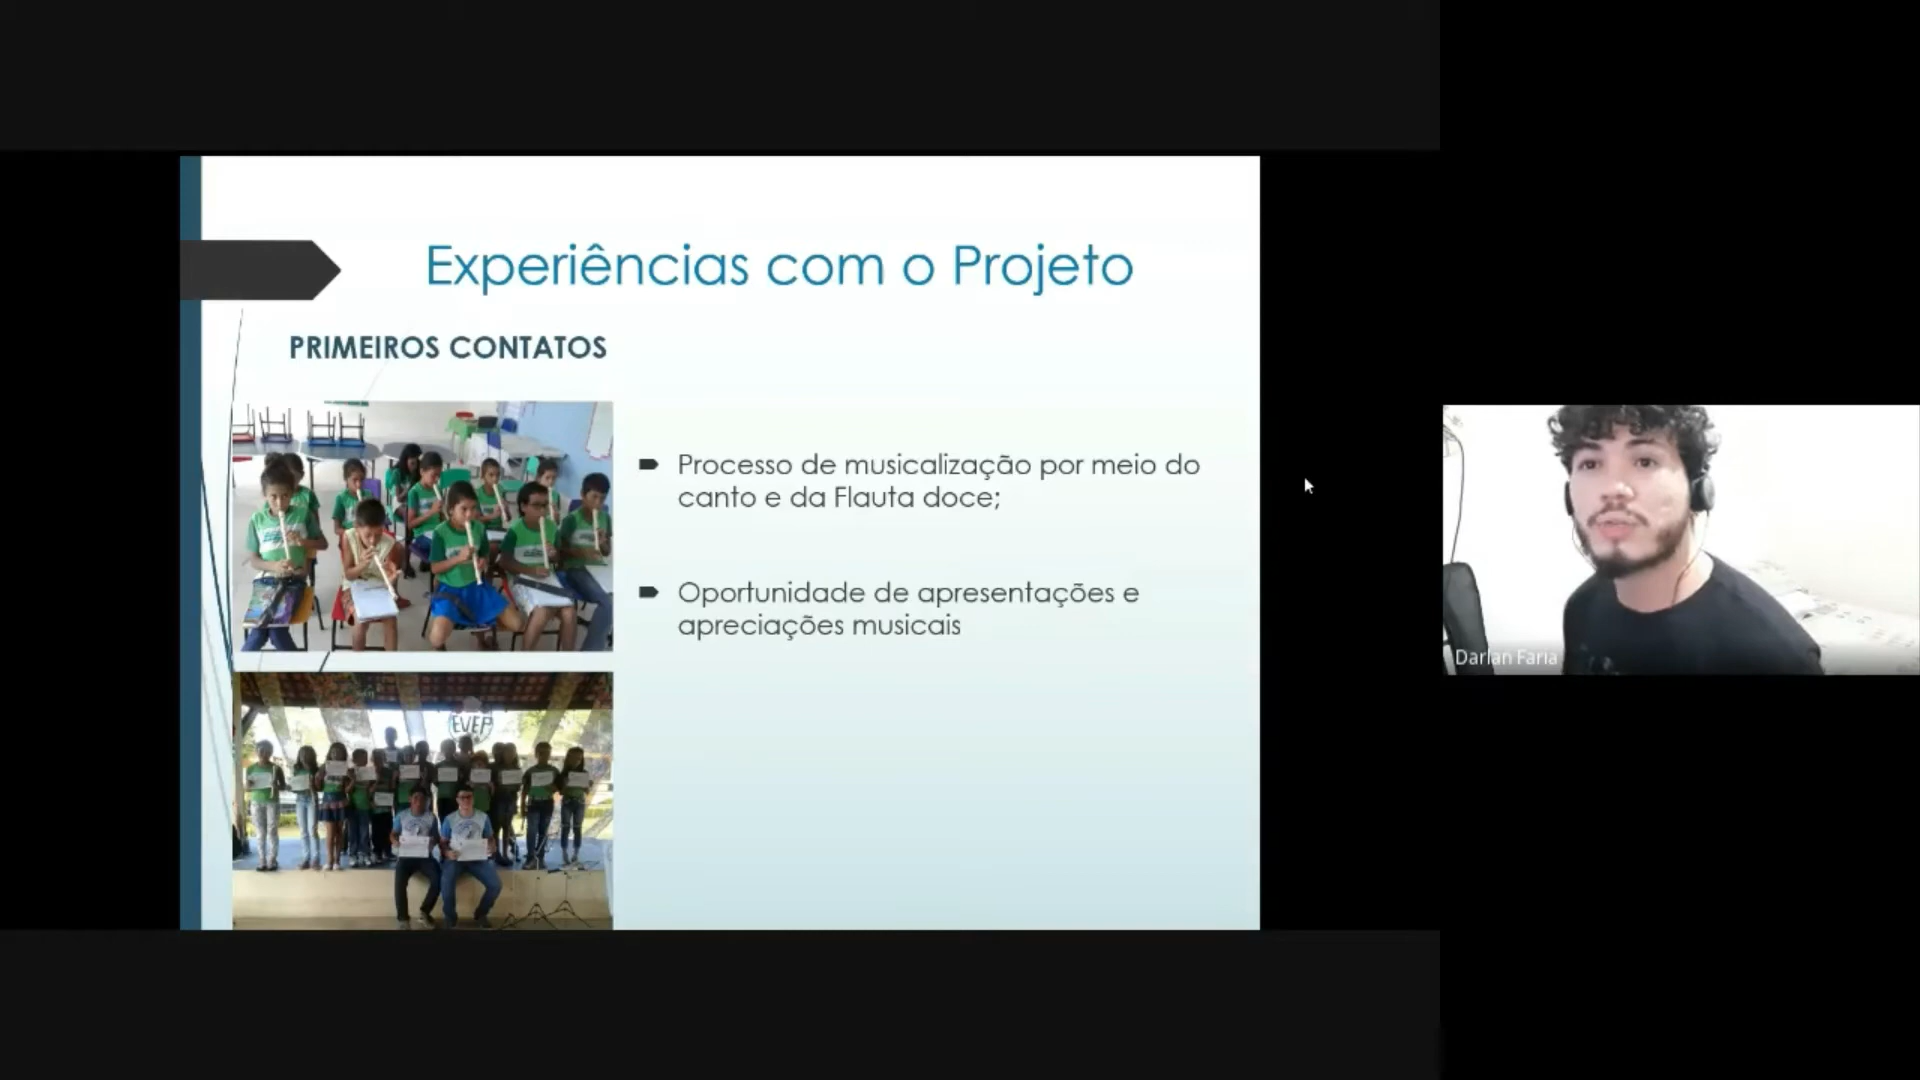 Experiências com o Projeto
PRIMEIROS CONTATOS
Processo de musicalização por meio do
canto e da Flauta doce;
Oportunidade de apresentações e
apreciações musicais
EVEP
Darlan Faria